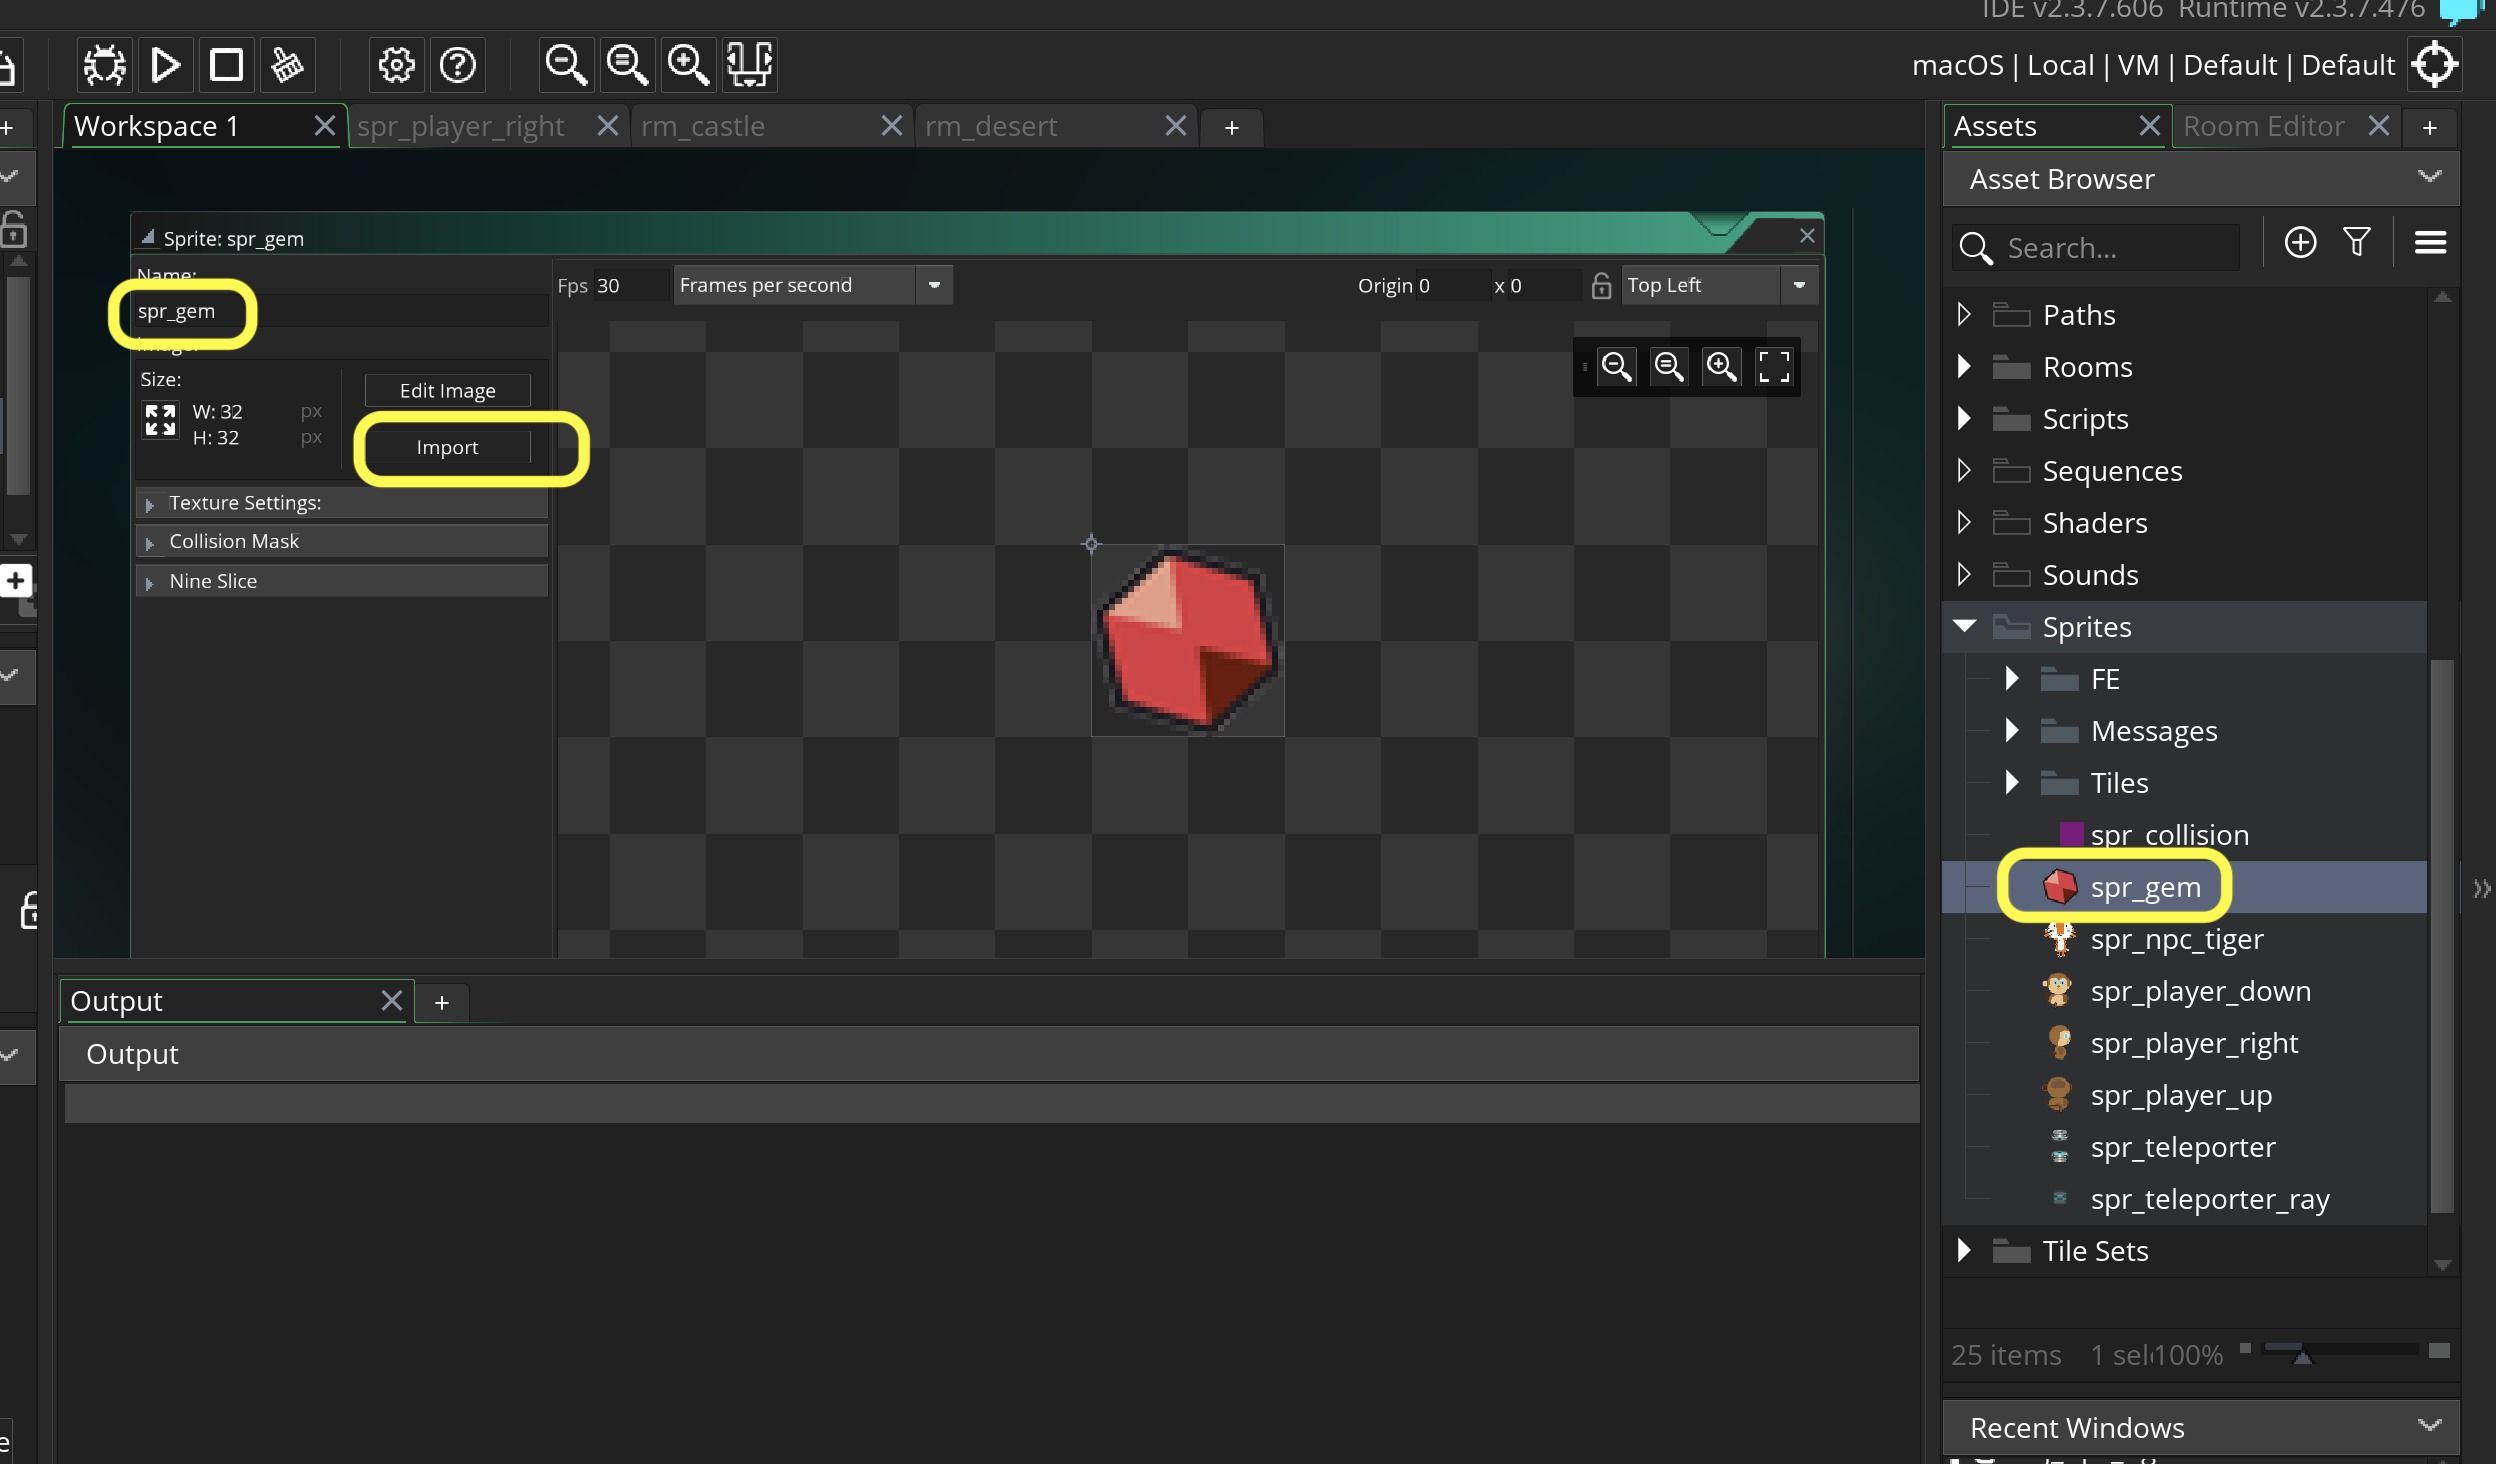 IDE v2.3.7.606 Runtime v2.3.7.476
macOS | Local | VM | Default | Default
Workspace 1
spr_player_right
rm_castle
rm_desert
+
Assets
Room Editor
+
Asset Browser
Search...
Sprite: spr_gem
Name:
spr_gem
Image:
Size:
W: 32 px
H: 32 px
Edit Image
Import
Texture Settings:
Collision Mask
Nine Slice
Fps 30
Frames per second
Origin 0 x 0
Top Left
Paths
Rooms
Scripts
Sequences
Shaders
Sounds
Sprites
FE
Messages
Tiles
spr_collision
spr_gem
spr_npc_tiger
spr_player_down
spr_player_right
spr_player_up
spr_teleporter
spr_teleporter_ray
Tile Sets
25 items 1 sel 100%
Recent Windows
Output
+
Output